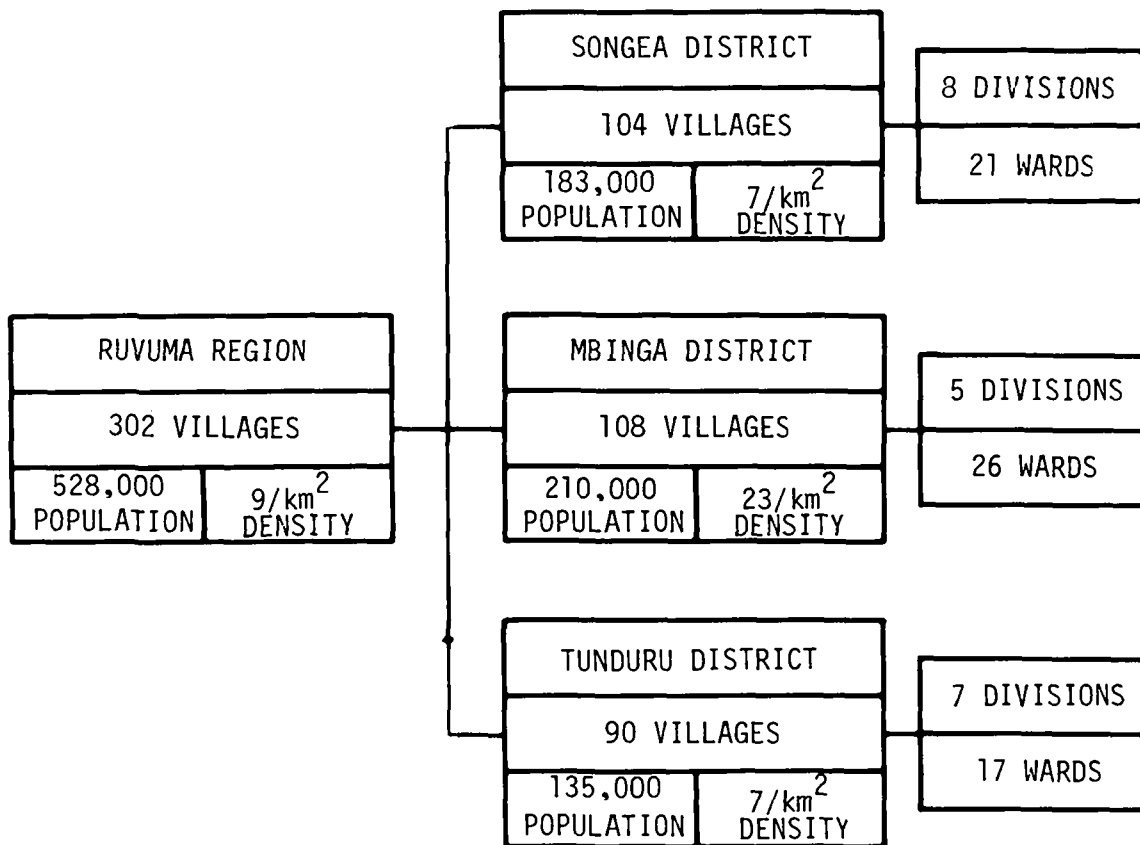 RUVUMA REGION
302 VILLAGES
528,000
POPULATION
9/km²
DENSITY
SONGEA DISTRICT
104 VILLAGES
183,000
POPULATION
7/km²
DENSITY
8 DIVISIONS
21 WARDS
MBINGA DISTRICT
108 VILLAGES
210,000
POPULATION
23/km²
DENSITY
5 DIVISIONS
26 WARDS
TUNDURU DISTRICT
90 VILLAGES
135,000
POPULATION
7/km²
DENSITY
7 DIVISIONS
17 WARDS